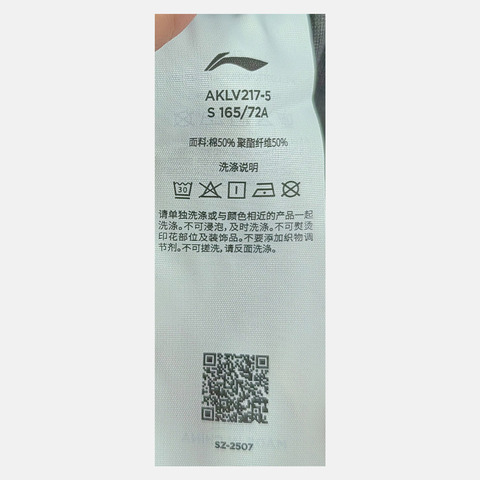 AKLV217-5
S 165/72A
面料:棉50% 聚酯纤维50%
洗涤说明
30
请单独洗涤或与颜色相近的产品一起
洗涤。不可浸泡,及时洗涤。不可熨烫
印花部位及装饰品。不要添加织物调
节剂。不可搓洗,请反面洗涤。
SZ-2507